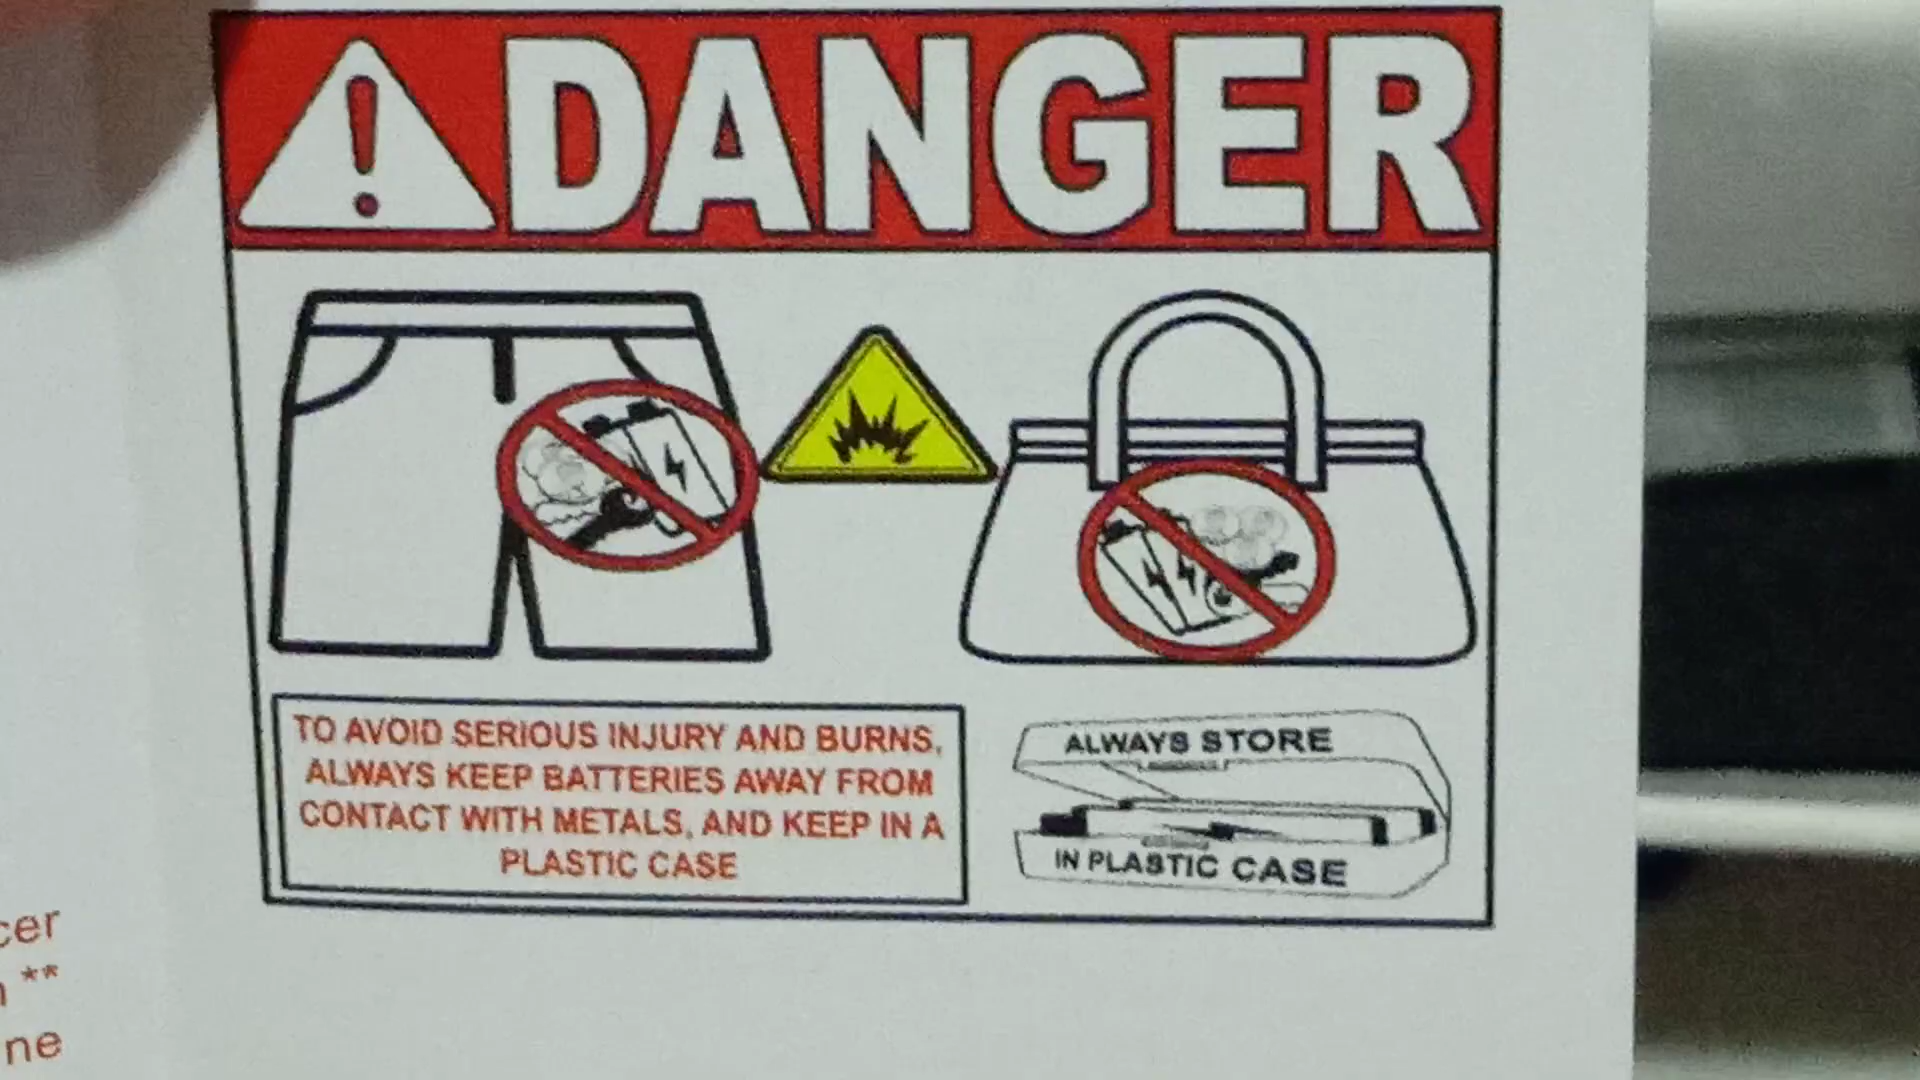 DANGER
TO AVOID SERIOUS INJURY AND BURNS,
ALWAYS KEEP BATTERIES AWAY FROM
CONTACT WITH METALS, AND KEEP IN A
PLASTIC CASE
ALWAYS STORE
IN PLASTIC CASE
cer
**
ne